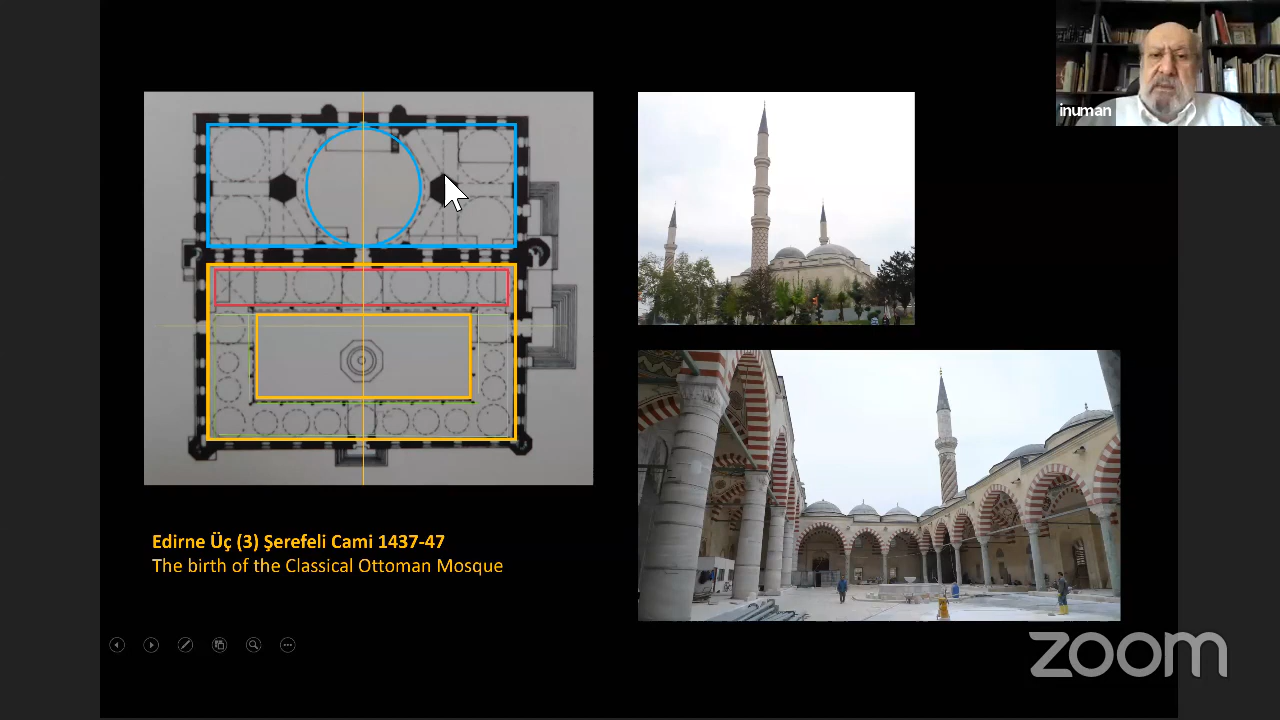 inuman
Edirne Üç (3) Şerefeli Cami 1437-47
The birth of the Classical Ottoman Mosque
zoom